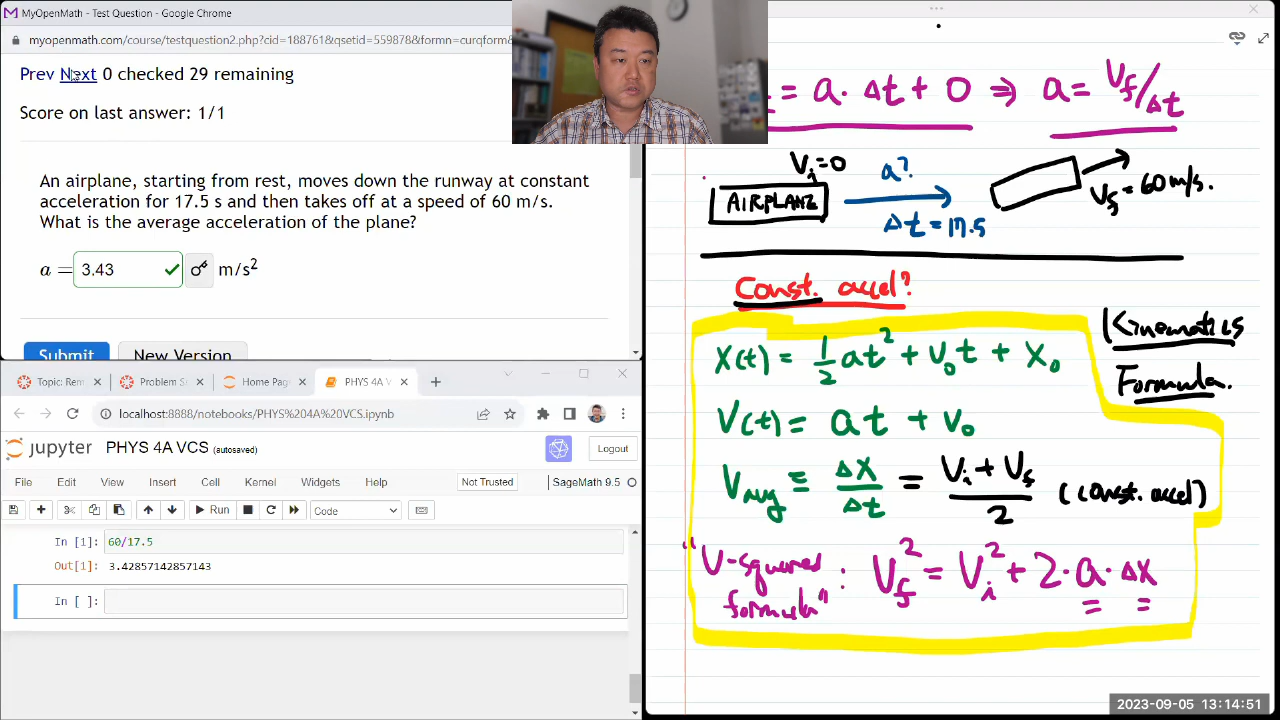 MyOpenMath - Test Question - Google Chrome
myopenmath.com/course/testquestion2.php?cid=188761&qsetid=559878&formn=curqform&
Prev Next 0 checked 29 remaining
Score on last answer: 1/1
An airplane, starting from rest, moves down the runway at constant
acceleration for 17.5 s and then takes off at a speed of 60 m/s.
What is the average acceleration of the plane?
a = 3.43 m/s²
Submit New Version
Topic Item
Problem S
Home Page
PHYS 4A V
localhost:8888/notebooks/PHYS%204A%20VCS.ipynb
jupyter PHYS 4A VCS (autosaved)
Logout
File Edit View Insert Cell Kernel Widgets Help Not Trusted SageMath 9.5
Run Code
In [1]: 60/17.5
Out[1]: 3.42857142857143
In [ ]:
= a · Δt + 0 ⇒ a = Vf/Δt
Vi = 0
AIRPLANE
a?
Δt = 17.5
Vf = 60 m/s.
Const. accel?
Kinematics
Formula.
X(t) = 1/2 at² + V₀t + X₀
V(t) = at + V₀
Vavg = ΔX/Δt = (Vi + Vf)/2 (const. accel)
"V-squared
formula" : Vf² = Vi² + 2 · a · Δx
2023-09-05 13:14:51